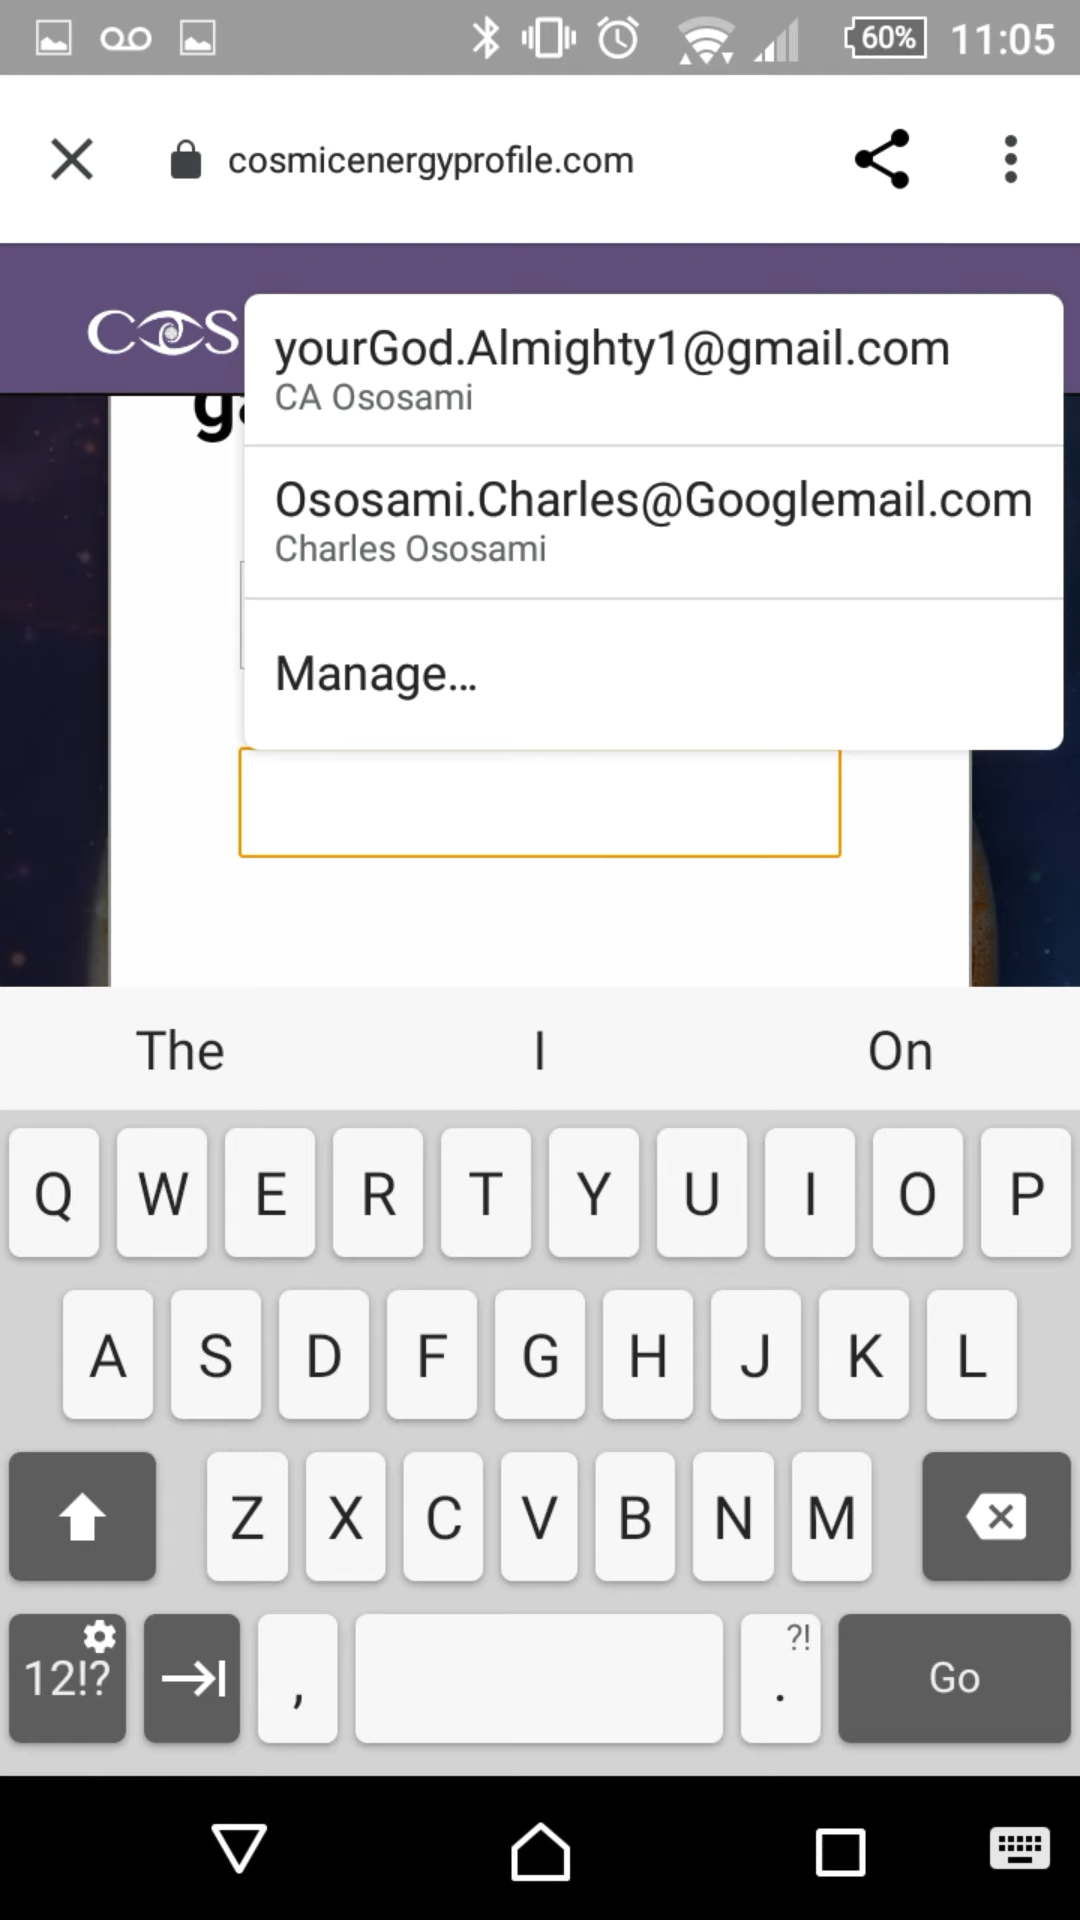 60% 11:05
cosmicenergyprofile.com
COS
yourGod.Almighty1@gmail.com
CA Ososami
Ososami.Charles@Googlemail.com
Charles Ososami
Manage...
The I On
Q W E R T Y U I O P
A S D F G H J K L
Z X C V B N M
12!? , ?! . Go